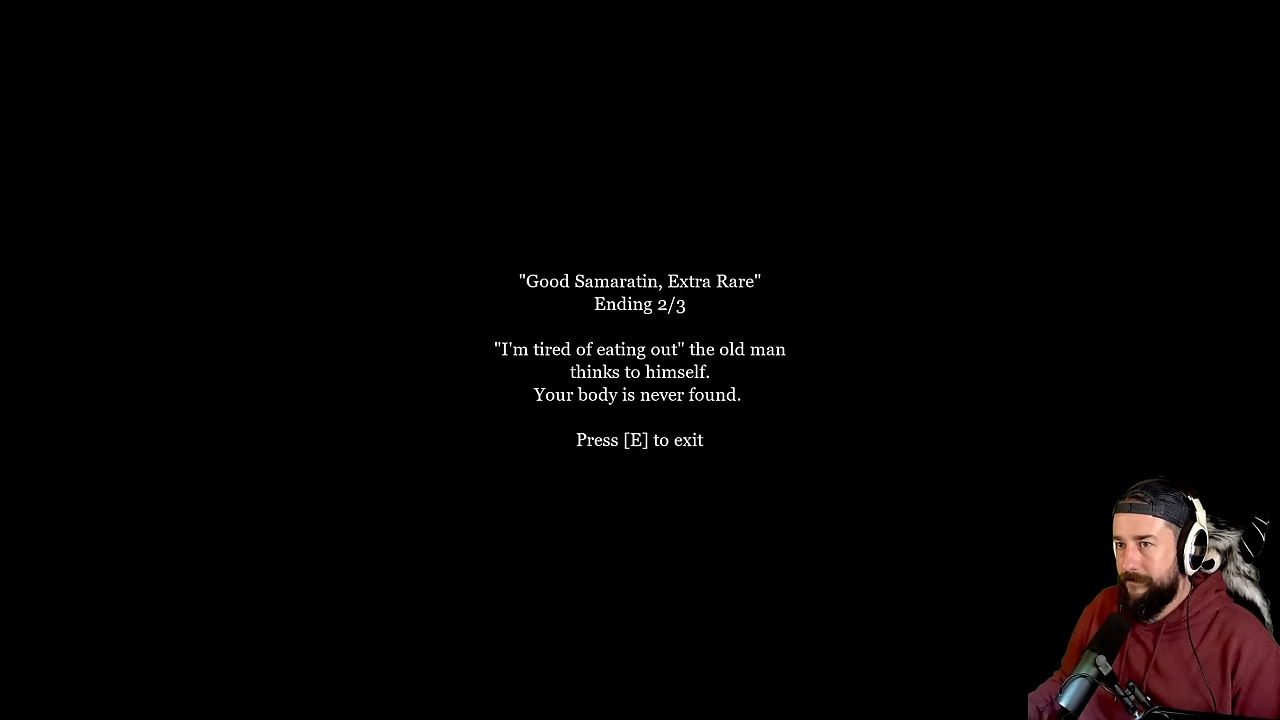 "Good Samaratin, Extra Rare"
Ending 2/3
"I'm tired of eating out" the old man
thinks to himself.
Your body is never found.
Press [E] to exit